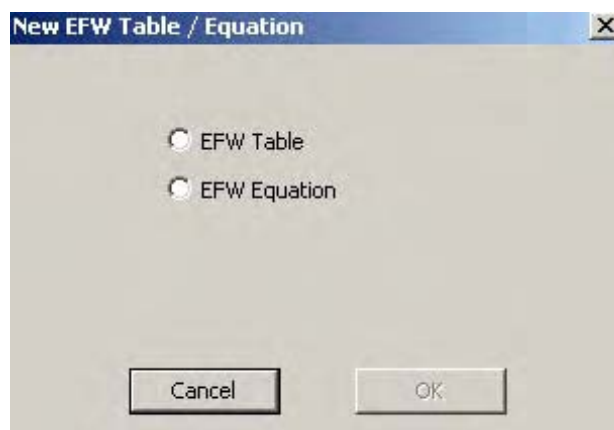 New EFW Table / Equation
EFW Table
EFW Equation
Cancel
OK